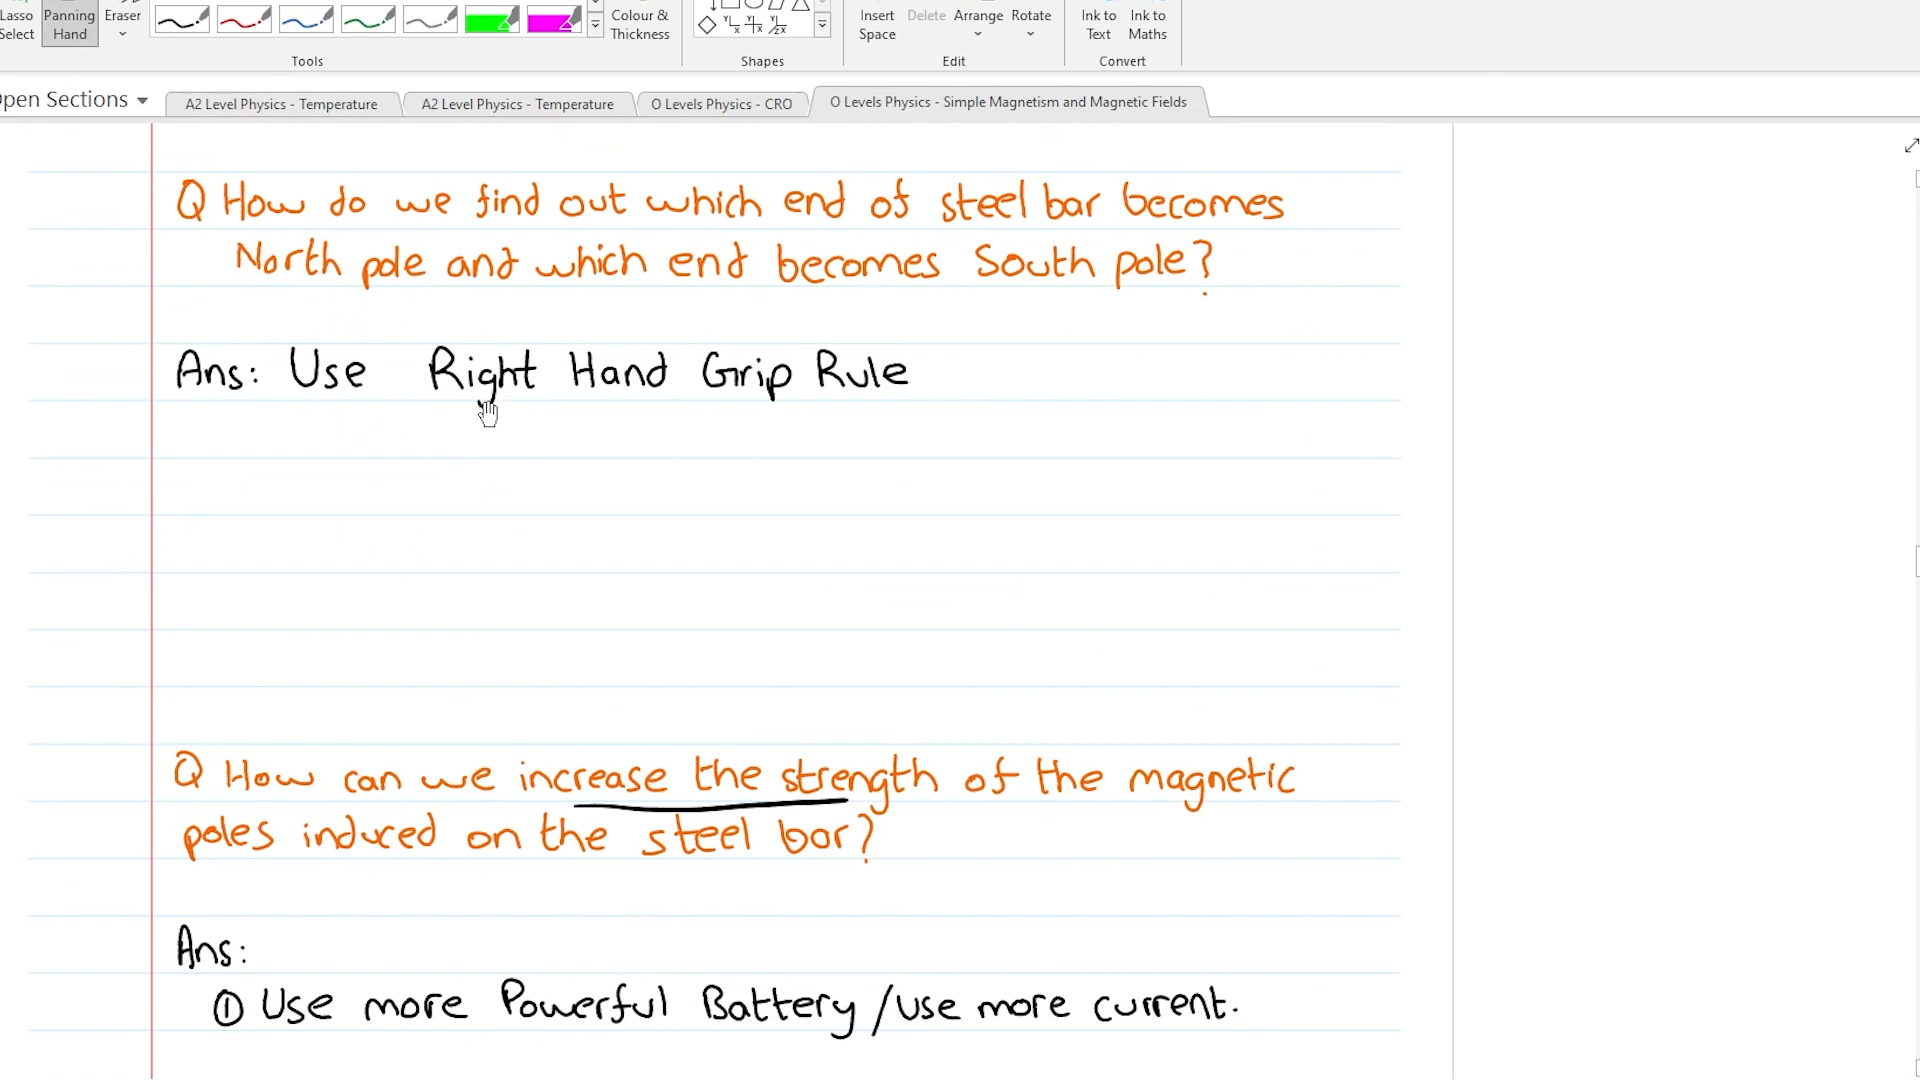 Lasso
Select
Panning
Hand
Eraser
Colour &
Thickness
Insert
Space
Delete
Arrange
Rotate
Ink to
Text
Ink to
Maths
Tools
Shapes
Edit
Convert
Open Sections
A2 Level Physics - Temperature
A2 Level Physics - Temperature
O Levels Physics - CRO
O Levels Physics - Simple Magnetism and Magnetic Fields
Q How do we find out which end of steel bar becomes
North pole and which end becomes South pole?
Ans: Use Right Hand Grip Rule
Q How can we increase the strength of the magnetic
poles induced on the steel bar?
Ans:
① Use more Powerful Battery /use more current.